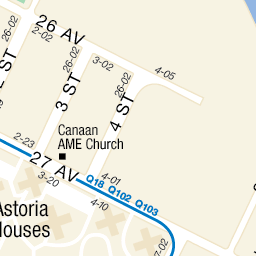 26 AV
26-02
2-02
26-02
3-02
26-02
4-05
ST
3 ST
4 ST
Canaan
AME Church
2-23
27 AV
3-20
4-01
4-10
Q18 Q102 Q103
Astoria
Houses